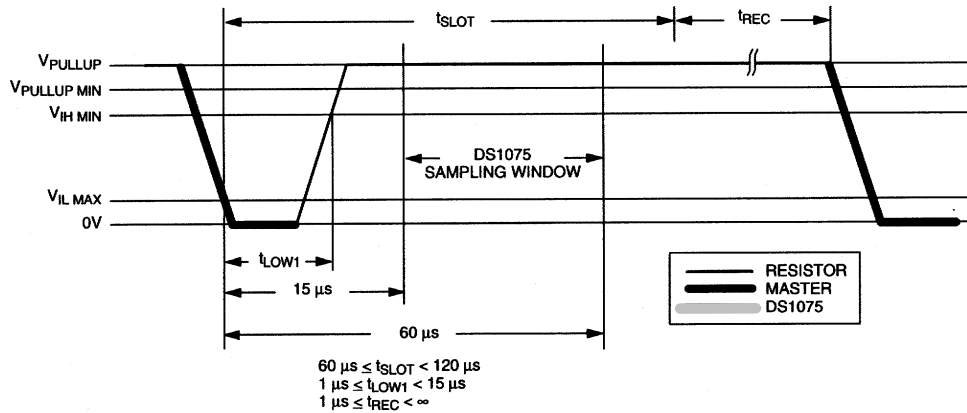 tSLOT
tREC
VPULLUP
VPULLUP MIN
VIH MIN
DS1075
SAMPLING WINDOW
VIL MAX
0V
tLOW1
RESISTOR
MASTER
DS1075
15 µs
60 µs
60 µs ≤ tSLOT < 120 µs
1 µs ≤ tLOW1 < 15 µs
1 µs ≤ tREC < ∞